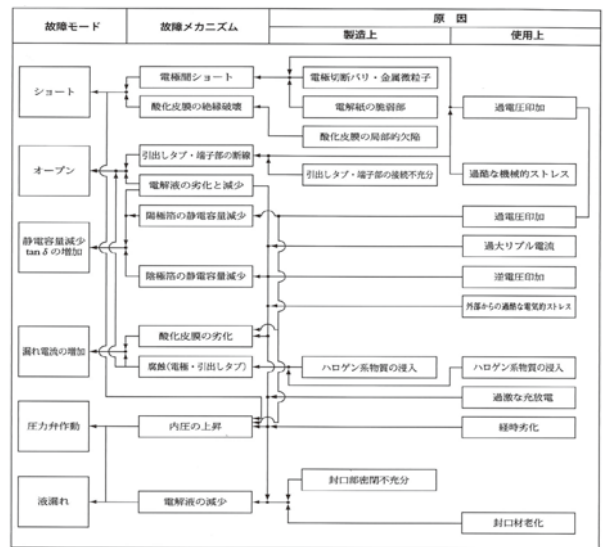 故障モード
故障メカニズム
原因
製造上
使用上
ショート
電極間ショート
電極切断バリ・金属微粒子
過電圧印加
酸化皮膜の絶縁破壊
電解紙の脆弱部
酸化皮膜の局部的欠陥
オープン
引出しタブ・端子部の断線
引出しタブ・端子部の接続不充分
過酷な機械的ストレス
電解液の劣化と減少
静電容量減少
tan δの増加
陽極箔の静電容量減少
過電圧印加
過大リプル電流
陰極箔の静電容量減少
逆電圧印加
外部からの過酷な電気的ストレス
漏れ電流の増加
酸化皮膜の劣化
腐蝕(電極・引出しタブ)
ハロゲン系物質の浸入
ハロゲン系物質の浸入
過激な充放電
圧力弁作動
内圧の上昇
経時劣化
液漏れ
電解液の減少
封口部密閉不充分
封口材老化